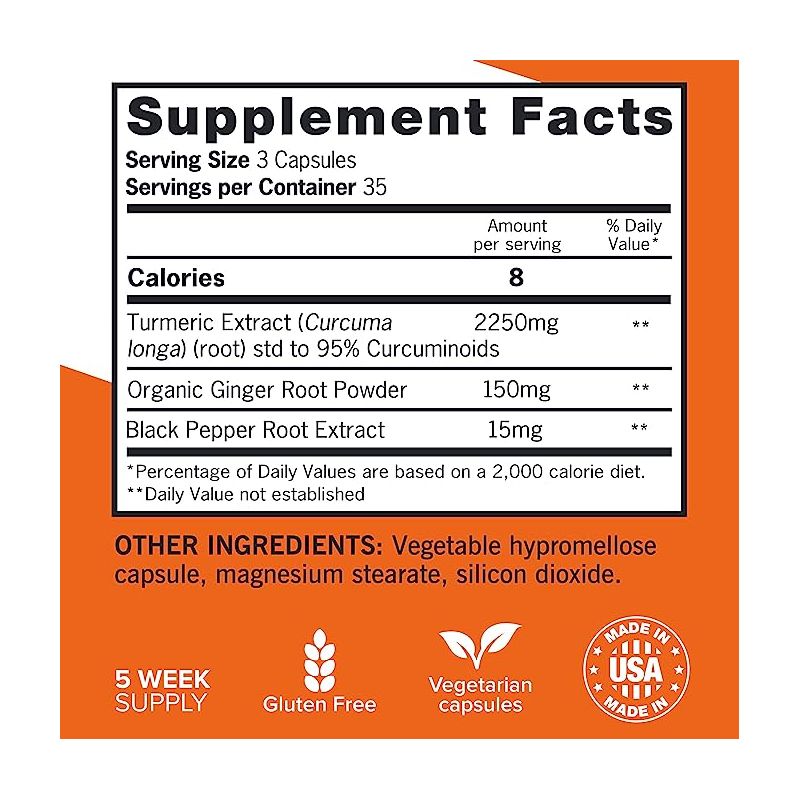 Supplement Facts
Serving Size 3 Capsules
Servings per Container 35
Amount per serving
% Daily Value*
Calories 8
Turmeric Extract (Curcuma 2250mg **
longa) (root) std to 95% Curcuminoids
Organic Ginger Root Powder 150mg **
Black Pepper Root Extract 15mg **
*Percentage of Daily Values are based on a 2,000 calorie diet.
**Daily Value not established
OTHER INGREDIENTS: Vegetable hypromellose
capsule, magnesium stearate, silicon dioxide.
5 WEEK
SUPPLY
Gluten Free
Vegetarian
capsules
MADE IN
USA
MADE IN